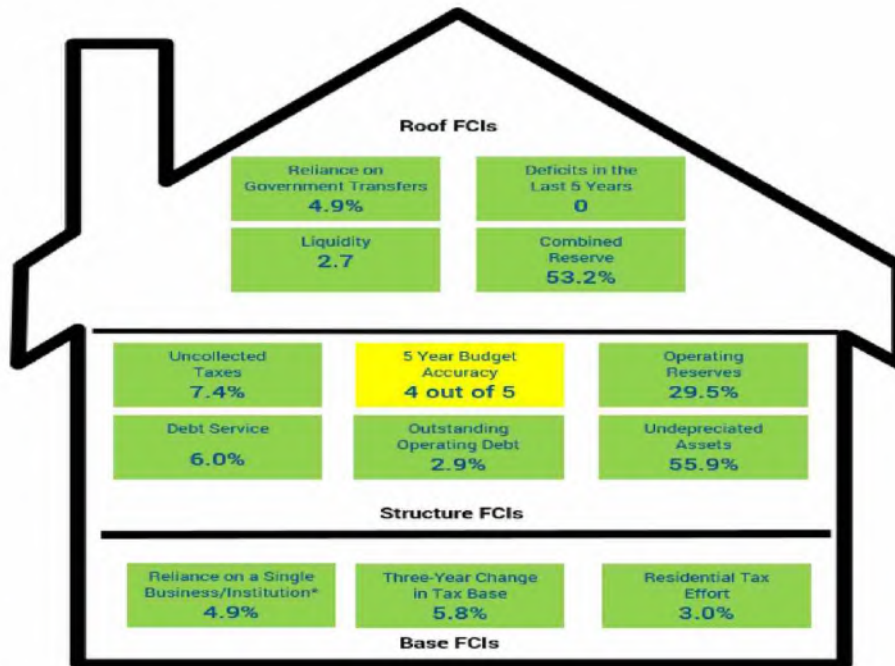 Roof FCIs
Reliance on
Government Transfers
4.9%
Deficits in the
Last 5 Years
0
Liquidity
2.7
Combined
Reserve
53.2%
Uncollected
Taxes
7.4%
5 Year Budget
Accuracy
4 out of 5
Operating
Reserves
29.5%
Debt Service
6.0%
Outstanding
Operating Debt
2.9%
Undepreciated
Assets
55.9%
Structure FCIs
Reliance on a Single
Business/Institution*
4.9%
Three-Year Change
in Tax Base
5.8%
Residential Tax
Effort
3.0%
Base FCIs